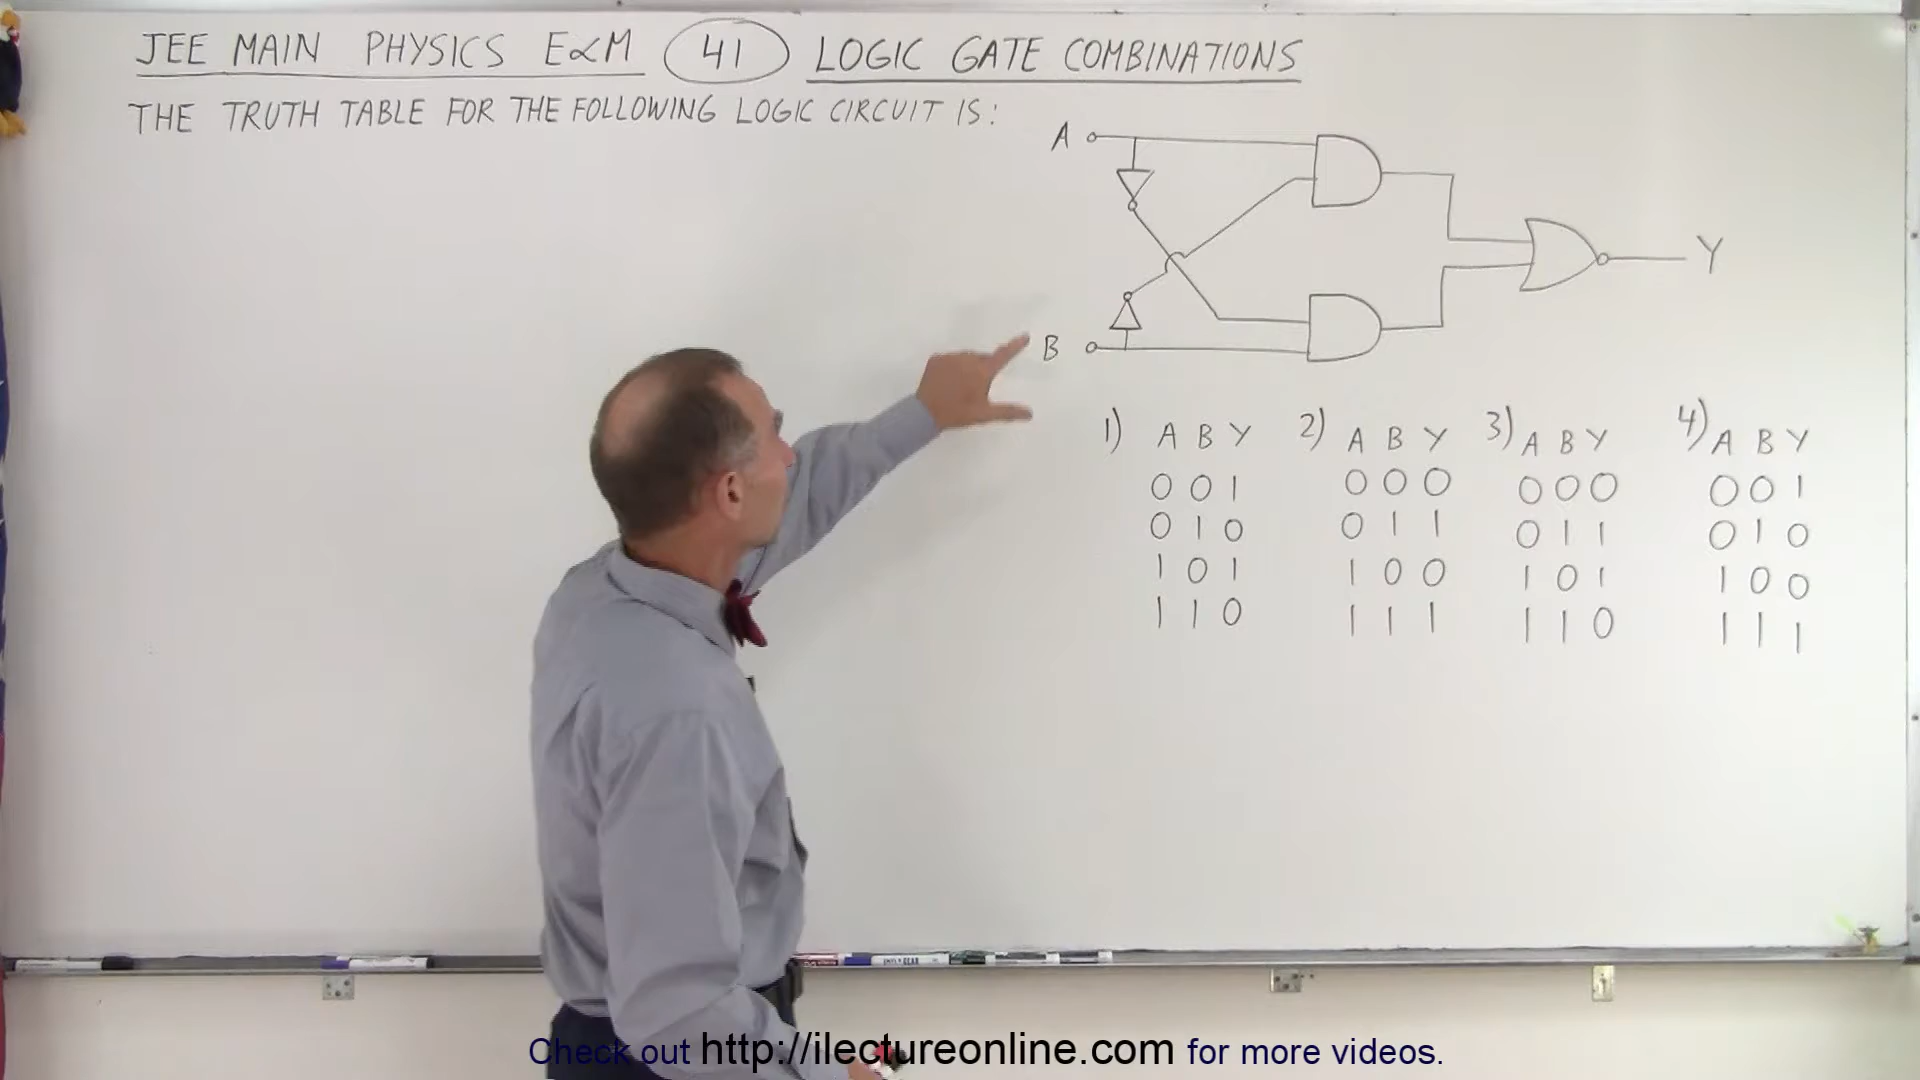 JEE MAIN PHYSICS E&M 41 LOGIC GATE COMBINATIONS
THE TRUTH TABLE FOR THE FOLLOWING LOGIC CIRCUIT IS:
A
Y
B
1) A B Y 2) A B Y 3) A B Y 4) A B Y
0 0 1 0 0 0 0 0 0 0 0 1
0 1 0 0 1 1 0 1 1 0 1 0
1 0 1 1 0 0 1 0 1 1 0 0
1 1 0 1 1 1 1 1 0 1 1 1
Check out http://ilectureonline.com for more videos.